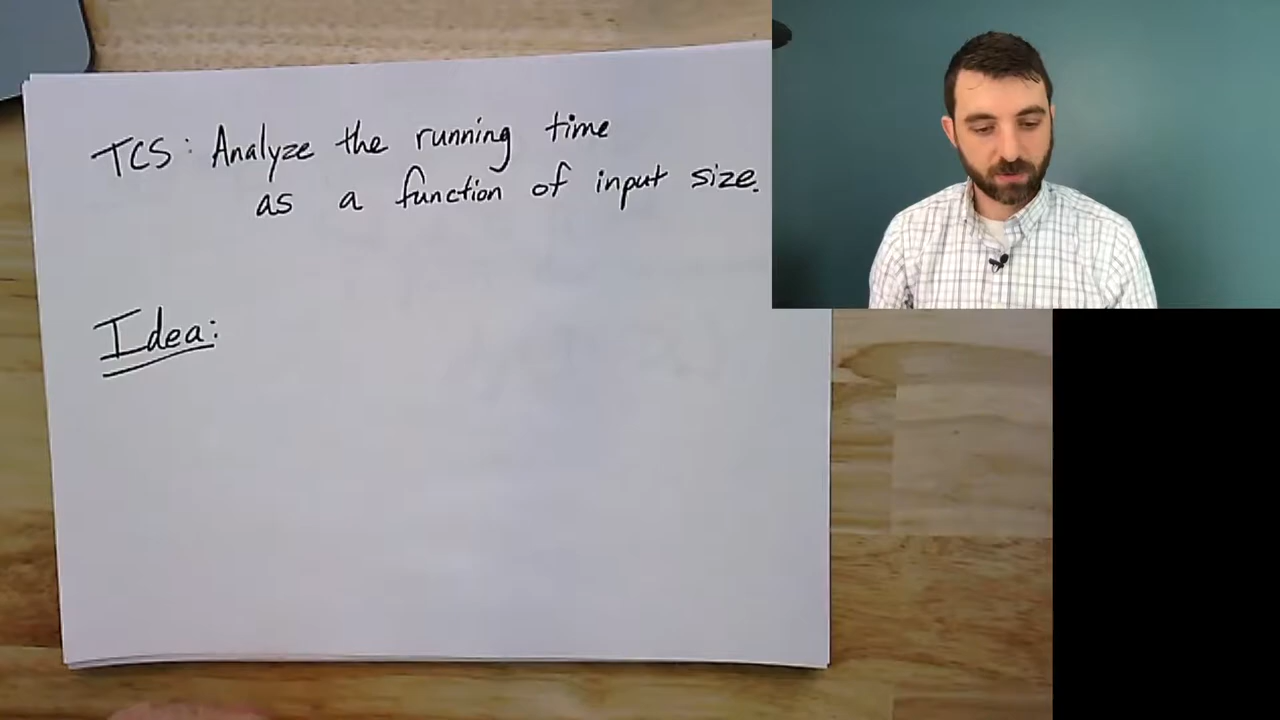 TCS: Analyze the running time
as a function of input size.
Idea: